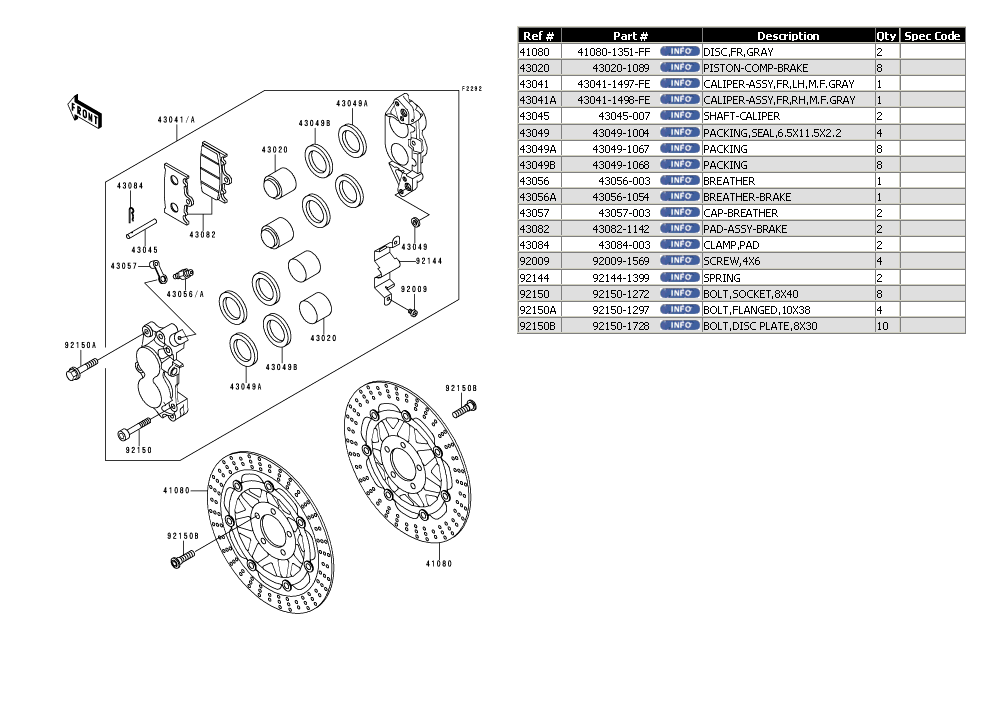 FRONT
F2292
43049A
43049B
43041/A
43020
43084
43082
43045
43057
43056/A
43049
92144
92009
92150A
43020
43049B
43049A
92150
92150B
41080
92150B
41080
Ref # Part # Description Qty Spec Code
41080 41080-1351-FF INFO DISC,FR,GRAY 2
43020 43020-1089 INFO PISTON-COMP-BRAKE 8
43041 43041-1497-FE INFO CALIPER-ASSY,FR,LH,M.F.GRAY 1
43041A 43041-1498-FE INFO CALIPER-ASSY,FR,RH,M.F.GRAY 1
43045 43045-007 INFO SHAFT-CALIPER 2
43049 43049-1004 INFO PACKING,SEAL,6.5X11.5X2.2 4
43049A 43049-1067 INFO PACKING 8
43049B 43049-1068 INFO PACKING 8
43056 43056-003 INFO BREATHER 1
43056A 43056-1054 INFO BREATHER-BRAKE 1
43057 43057-003 INFO CAP-BREATHER 2
43082 43082-1142 INFO PAD-ASSY-BRAKE 2
43084 43084-003 INFO CLAMP,PAD 2
92009 92009-1569 INFO SCREW,4X6 4
92144 92144-1399 INFO SPRING 2
92150 92150-1272 INFO BOLT,SOCKET,8X40 8
92150A 92150-1297 INFO BOLT,FLANGED,10X38 4
92150B 92150-1728 INFO BOLT,DISC PLATE,8X30 10